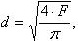 d = √(4·F/π),